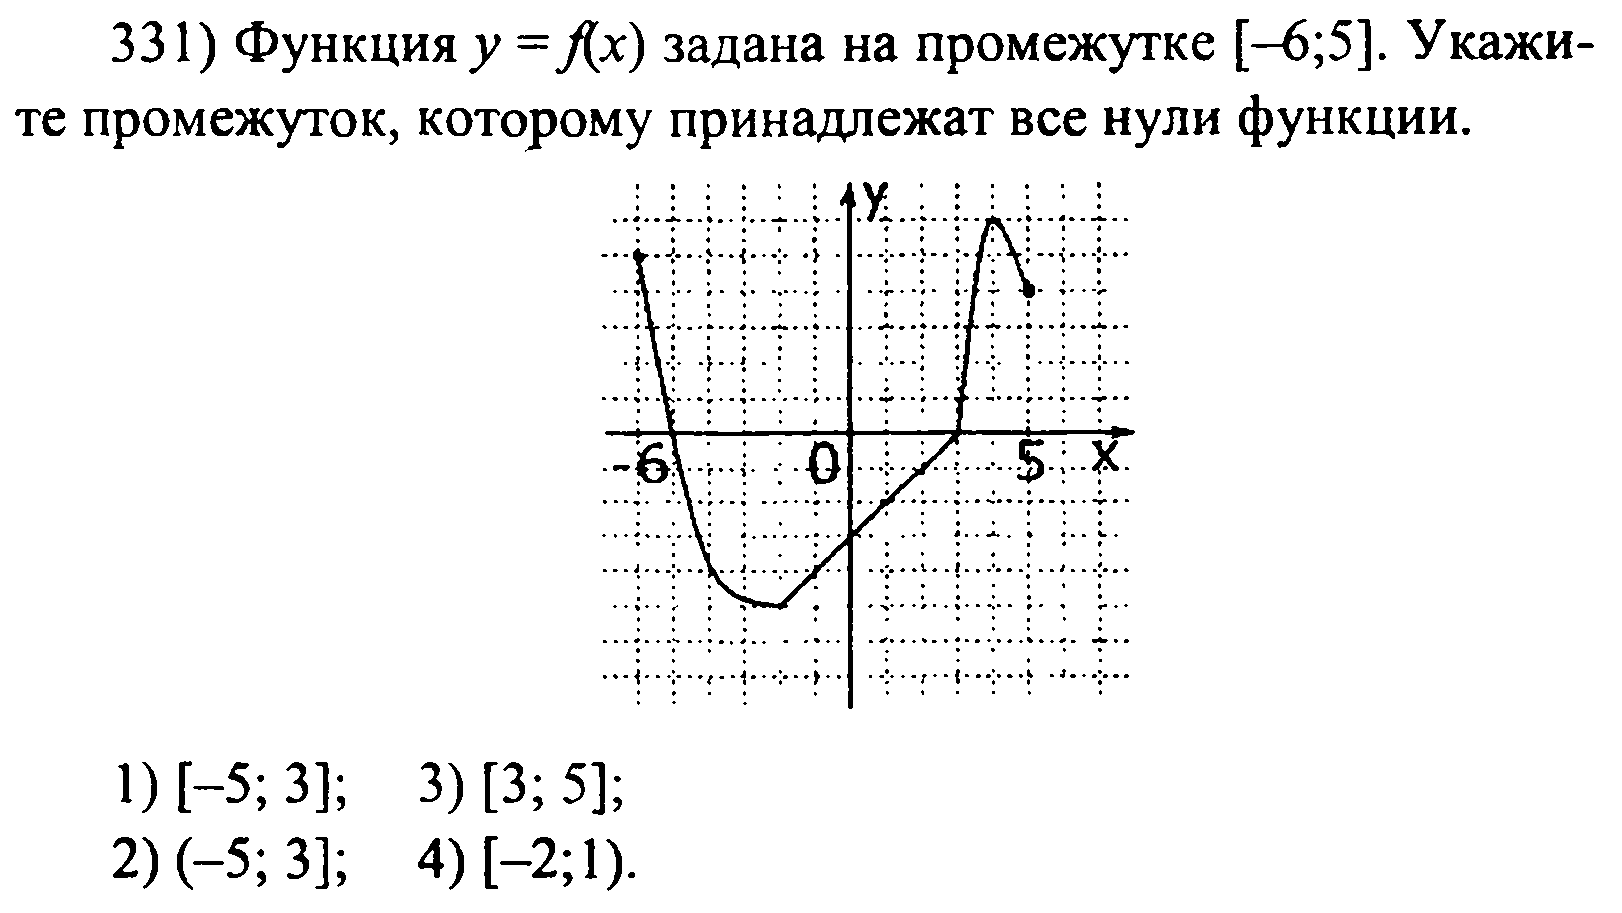 331) Функция y = f(x) задана на промежутке [–6;5]. Укажи-
те промежуток, которому принадлежат все нули функции.
y
-6 0 5 x
1) [–5; 3]; 3) [3; 5];
2) (–5; 3]; 4) [–2;1).